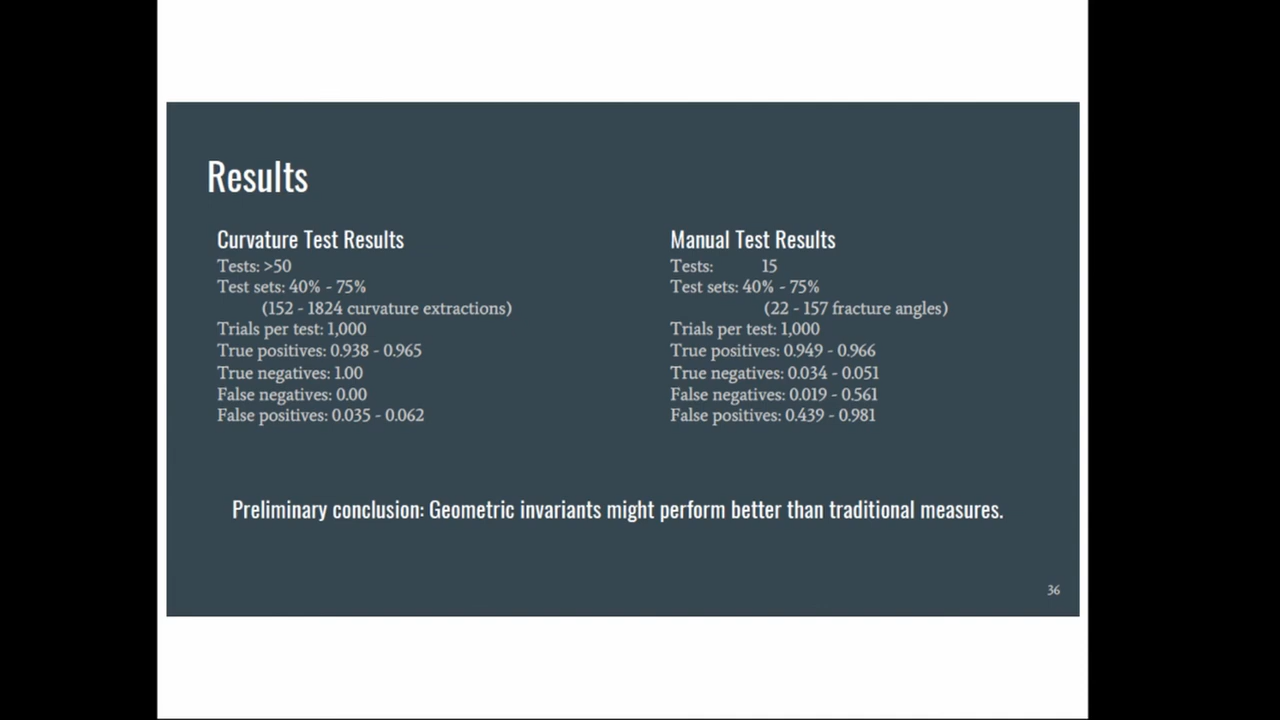 Results
Curvature Test Results
Tests: >50
Test sets: 40% - 75%
(152 - 1824 curvature extractions)
Trials per test: 1,000
True positives: 0.938 - 0.965
True negatives: 1.00
False negatives: 0.00
False positives: 0.035 - 0.062
Manual Test Results
Tests: 15
Test sets: 40% - 75%
(22 - 157 fracture angles)
Trials per test: 1,000
True positives: 0.949 - 0.966
True negatives: 0.034 - 0.051
False negatives: 0.019 - 0.561
False positives: 0.439 - 0.981
Preliminary conclusion: Geometric invariants might perform better than traditional measures.
36